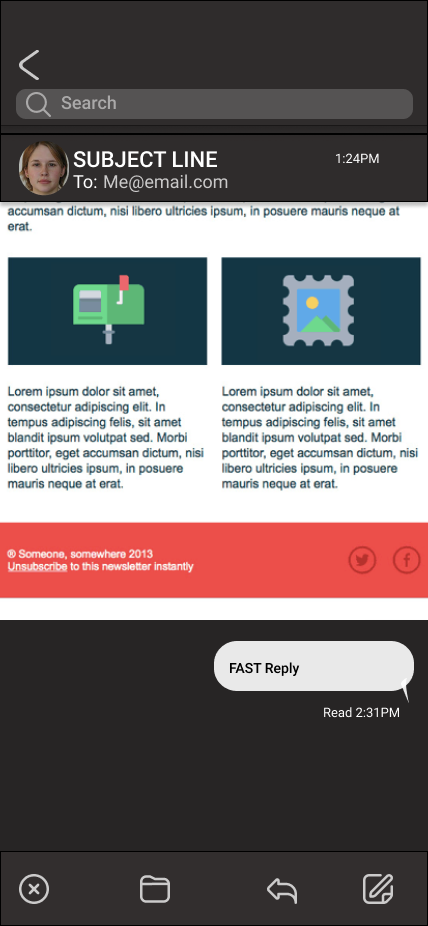 Search
SUBJECT LINE
1:24PM
To: Me@email.com
accumsan dictum, nisi libero ultricies ipsum, in posuere mauris neque at
erat.
Lorem ipsum dolor sit amet,
consectetur adipiscing elit. In
tempus adipiscing felis, sit amet
blandit ipsum volutpat sed. Morbi
porttitor, eget accumsan dictum, nisi
libero ultricies ipsum, in posuere
mauris neque at erat.
Lorem ipsum dolor sit amet,
consectetur adipiscing elit. In
tempus adipiscing felis, sit amet
blandit ipsum volutpat sed. Morbi
porttitor, eget accumsan dictum, nisi
libero ultricies ipsum, in posuere
mauris neque at erat.
® Someone, somewhere 2013
Unsubscribe to this newsletter instantly
FAST Reply
Read 2:31PM